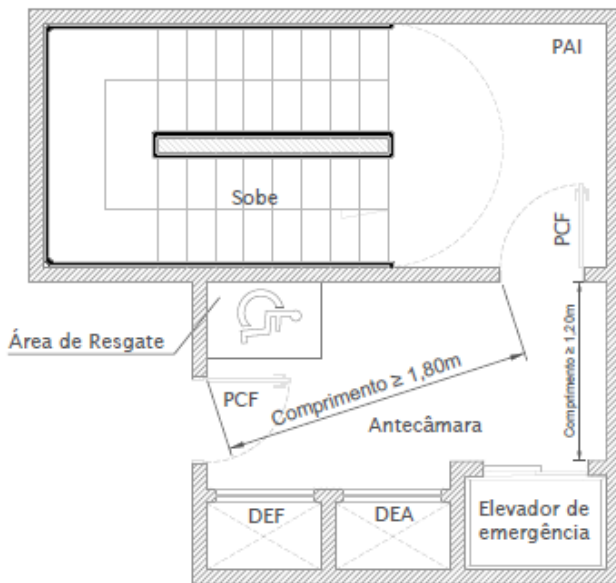 PAI
Sobe
PCF
Área de Resgate
PCF
Comprimento ≥ 1,80m
Comprimento ≥ 1,20m
Antecâmara
DEF
DEA
Elevador de
emergência